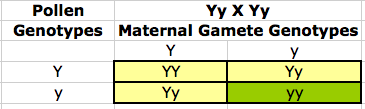 Pollen Yy X Yy
Genotypes Maternal Gamete Genotypes
Y y
Y YY Yy
y Yy yy